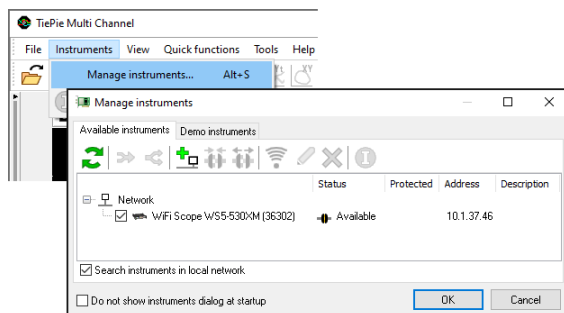 TiePie Multi Channel
File Instruments View Quick functions Tools Help
Manage instruments... Alt+S
Manage instruments
Available instruments Demo instruments
Status Protected Address Description
Network
WiFi Scope WS5-530XM (36302) Available 10.1.37.46
Search instruments in local network
Do not show instruments dialog at startup OK Cancel